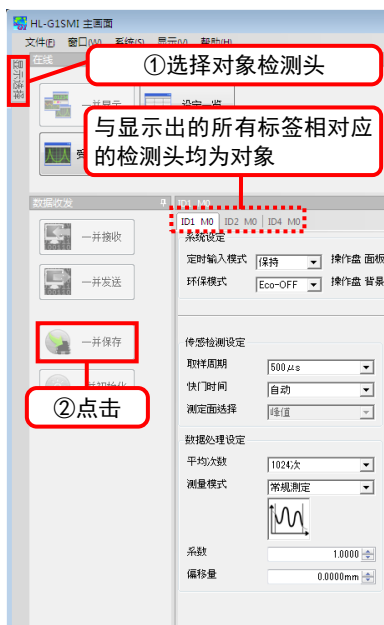 HL-G1SMI 主画面
文件(F) 窗口(W) 系统(S) 显示(V) 帮助(H)
显示选择
在线
①选择对象检测头
一并显示
设定一览
与显示出的所有标签相对应
的检测头均为对象
受
数据收发
ID1 M0
ID1 M0 ID2 M0 ID4 M0
一并接收
系统设定
定时输入模式 保持 操作盘 面板
一并发送
环保模式 Eco-OFF 操作盘 背景
一并保存
传感检测设定
取样周期 500μs
一并初始化
快门时间 自动
②点击
测定面选择 峰值
数据处理设定
平均次数 1024次
测量模式 常规测定
系数 1.0000
偏移量 0.0000mm